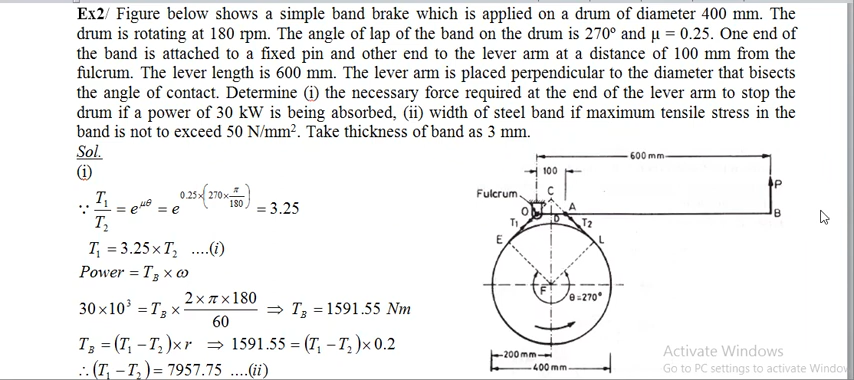 Ex2/ Figure below shows a simple band brake which is applied on a drum of diameter 400 mm. The
drum is rotating at 180 rpm. The angle of lap of the band on the drum is 270° and μ = 0.25. One end of
the band is attached to a fixed pin and other end to the lever arm at a distance of 100 mm from the
fulcrum. The lever length is 600 mm. The lever arm is placed perpendicular to the diameter that bisects
the angle of contact. Determine (i) the necessary force required at the end of the lever arm to stop the
drum if a power of 30 kW is being absorbed, (ii) width of steel band if maximum tensile stress in the
band is not to exceed 50 N/mm². Take thickness of band as 3 mm.
Sol.
(i)
∵ T₁/T₂ = e^μθ = e^0.25×(270×π/180) = 3.25
T₁ = 3.25 × T₂ ....(i)
Power = T_B × ω
30×10³ = T_B × 2×π×180/60 ⇒ T_B = 1591.55 Nm
T_B = (T₁ − T₂)× r ⇒ 1591.55 = (T₁ − T₂)× 0.2
∴ (T₁ − T₂) = 7957.75 ....(ii)
600 mm
100
Fulcrum
C
P
O
A
D
B
T₁
T₂
E
L
F
θ=270°
200 mm
400 mm
Activate Windows
Go to PC settings to activate Window